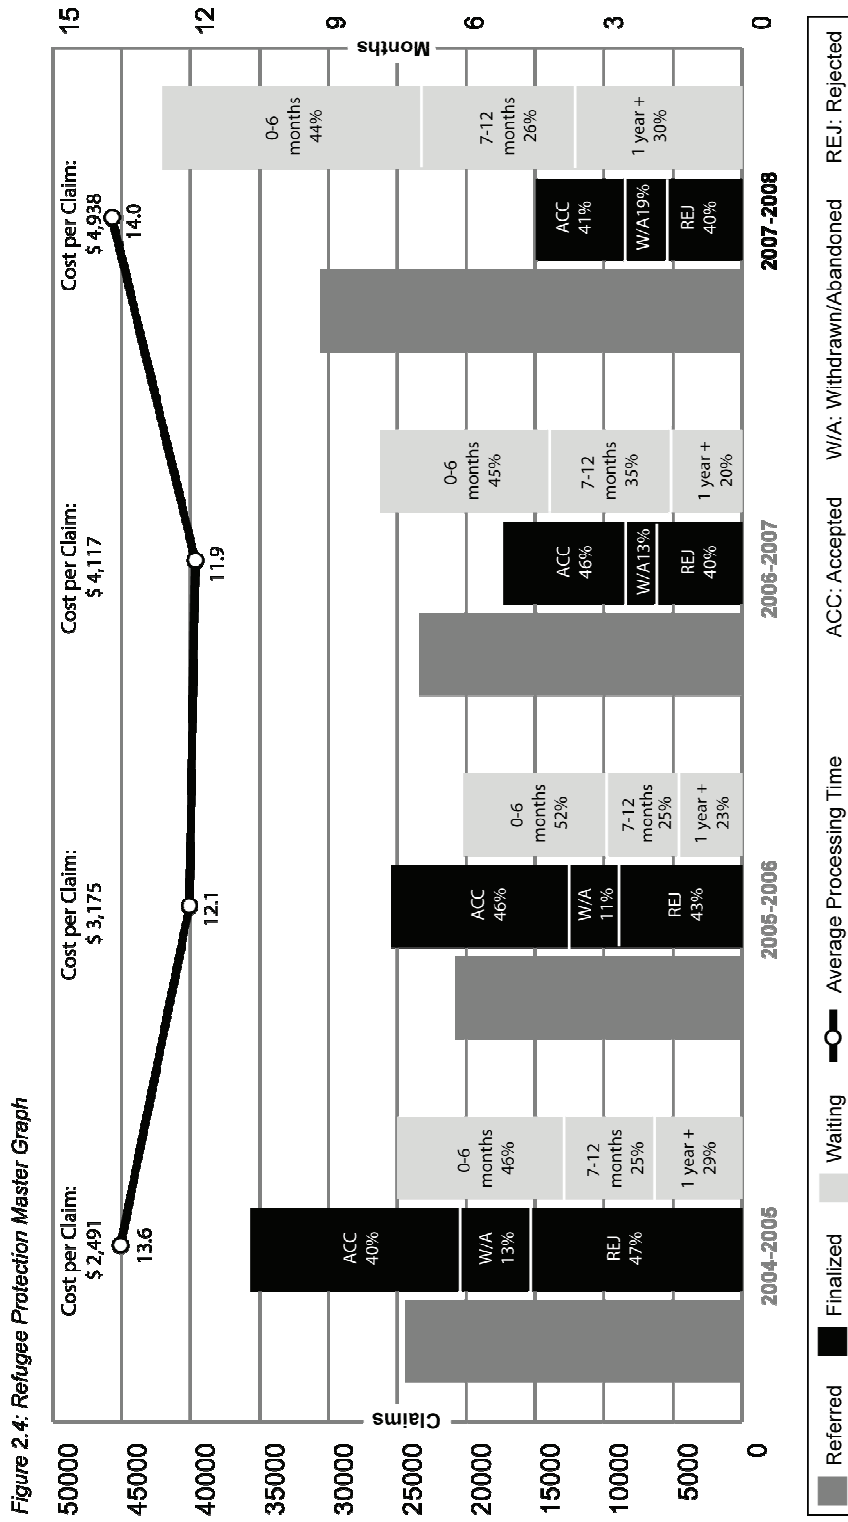 Figure 2.4: Refugee Protection Master Graph
50000
45000
40000
35000
30000
25000
20000
15000
10000
5000
0
Claims
Cost per Claim:
$ 2,491
13.6
ACC
40%
W/A
13%
REJ
47%
0-6
months
46%
7-12
months
25%
1 year +
29%
2004-2005
Cost per Claim:
$ 3,175
12.1
ACC
46%
W/A
11%
REJ
43%
0-6
months
52%
7-12
months
25%
1 year +
23%
2005-2006
Cost per Claim:
$ 4,117
11.9
ACC
46%
W/A13%
REJ
40%
0-6
months
45%
7-12
months
35%
1 year +
20%
2006-2007
Cost per Claim:
$ 4,938
14.0
ACC
41%
W/A19%
REJ
40%
0-6
months
44%
7-12
months
26%
1 year +
30%
2007-2008
15
12
9
6
3
0
Months
Referred Finalized Waiting Average Processing Time ACC: Accepted W/A: Withdrawn/Abandoned REJ: Rejected